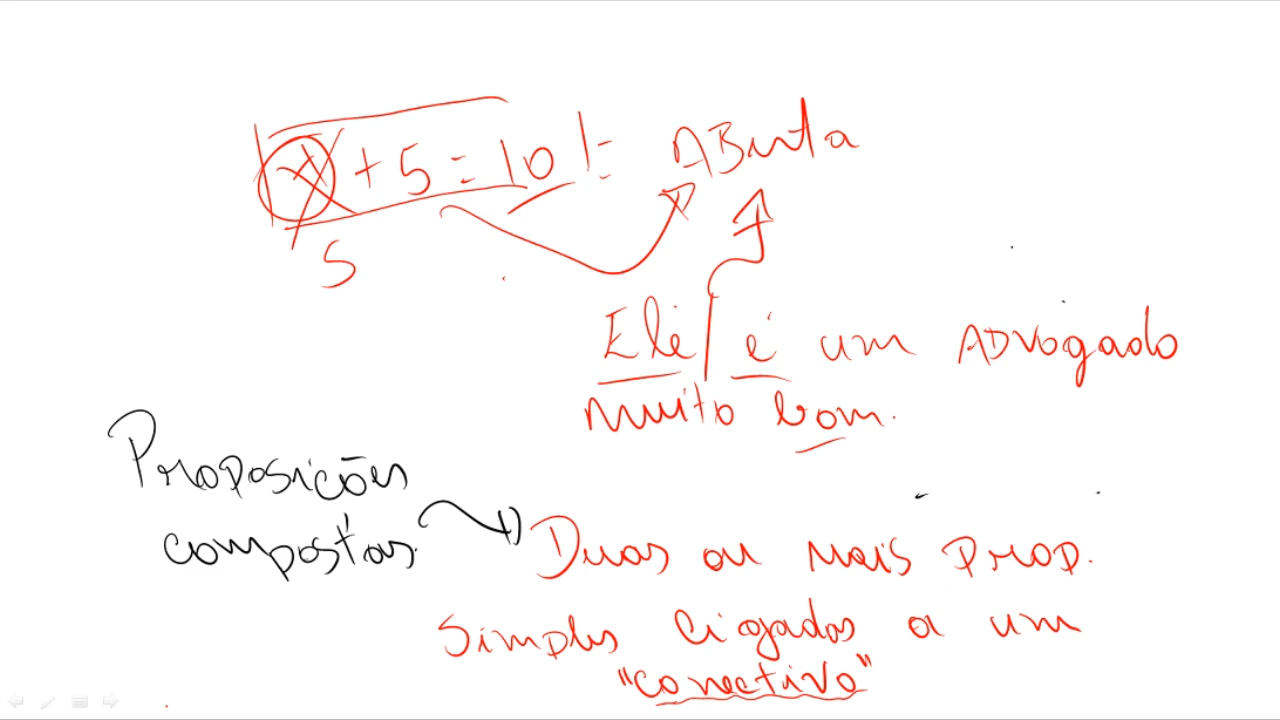 x + 5 = 10 :- Aberta
5
Ele é um Advogado
muito bom.
Proposições
compostas.
Duas ou mais Prop.
Simples ligadas a um
"conectivo"